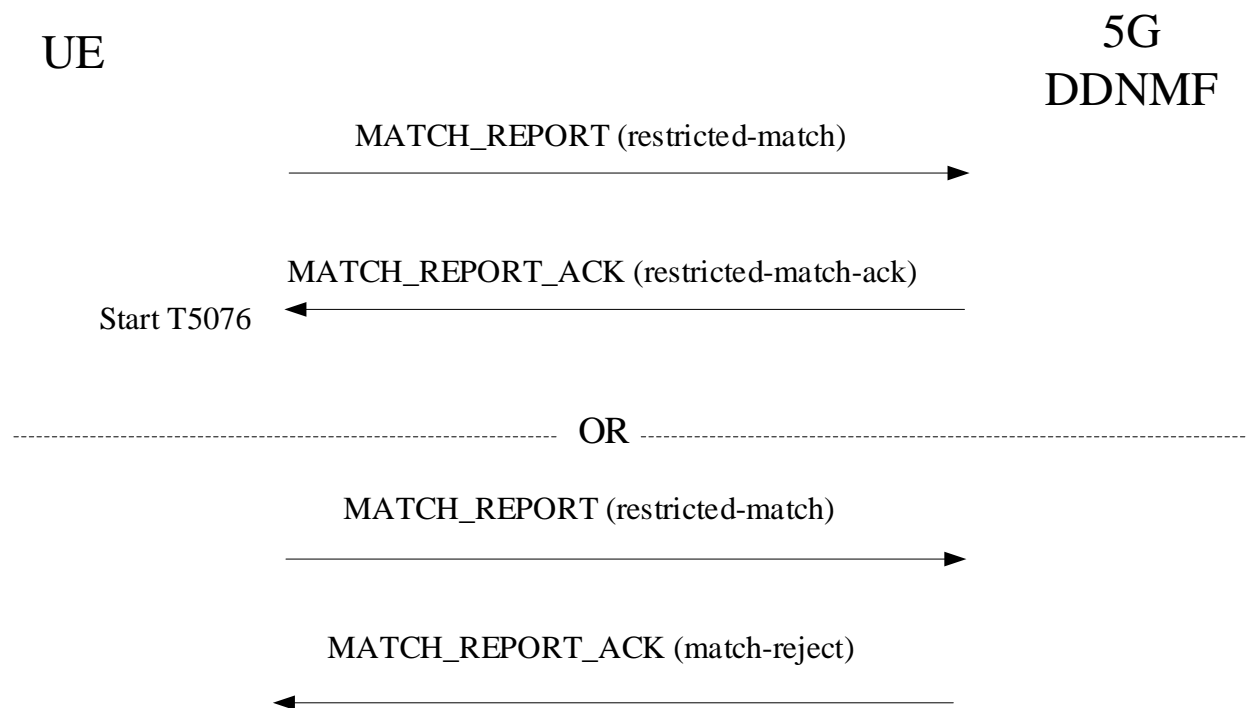 UE
5G
DDNMF
MATCH_REPORT (restricted-match)
MATCH_REPORT_ACK (restricted-match-ack)
Start T5076
OR
MATCH_REPORT (restricted-match)
MATCH_REPORT_ACK (match-reject)